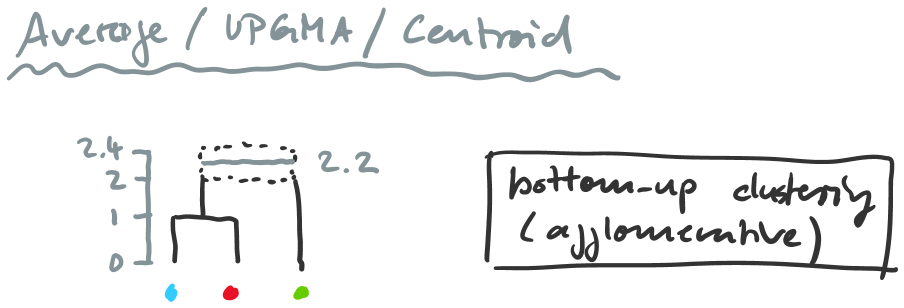 Average / UPGMA / Centroid
2.4
2.2
2
1
0
bottom-up clustering
(agglomerative)